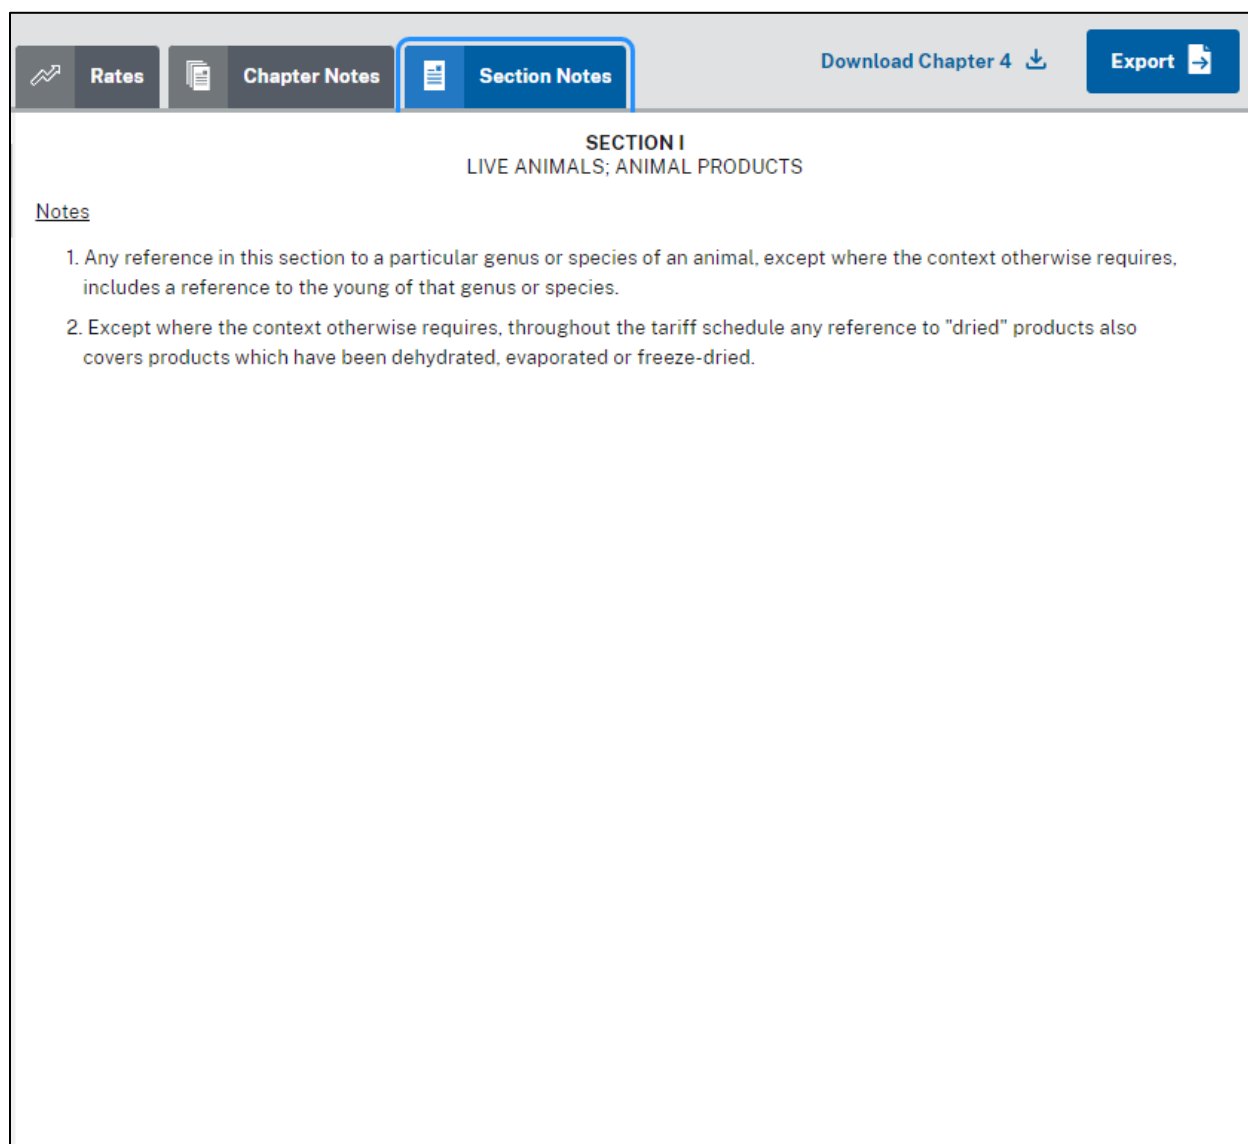 Rates
Chapter Notes
Section Notes
Download Chapter 4
Export
SECTION I
LIVE ANIMALS; ANIMAL PRODUCTS
Notes
1. Any reference in this section to a particular genus or species of an animal, except where the context otherwise requires,
includes a reference to the young of that genus or species.
2. Except where the context otherwise requires, throughout the tariff schedule any reference to "dried" products also
covers products which have been dehydrated, evaporated or freeze-dried.